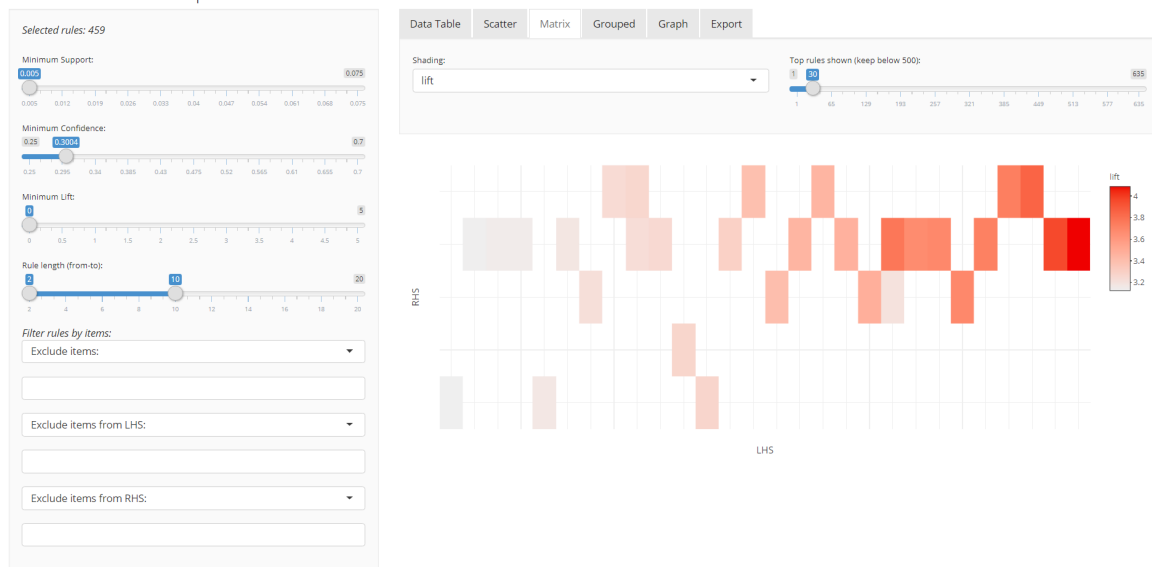 Selected rules: 459
Minimum Support:
0.005 0.075
0.005 0.012 0.019 0.026 0.033 0.04 0.047 0.054 0.061 0.068 0.075
Minimum Confidence:
0.25 0.3004 0.7
0.25 0.295 0.34 0.385 0.43 0.475 0.52 0.565 0.61 0.655 0.7
Minimum Lift:
0 5
0 0.5 1 1.5 2 2.5 3 3.5 4 4.5 5
Rule length (from-to):
2 10 20
2 4 6 8 10 12 14 16 18 20
Filter rules by items:
Exclude items:
Exclude items from LHS:
Exclude items from RHS:
Data Table Scatter Matrix Grouped Graph Export
Shading:
lift
Top rules shown (keep below 500):
1 30 635
1 65 129 193 257 321 385 449 513 577 635
RHS
LHS
lift
4
3.8
3.6
3.4
3.2